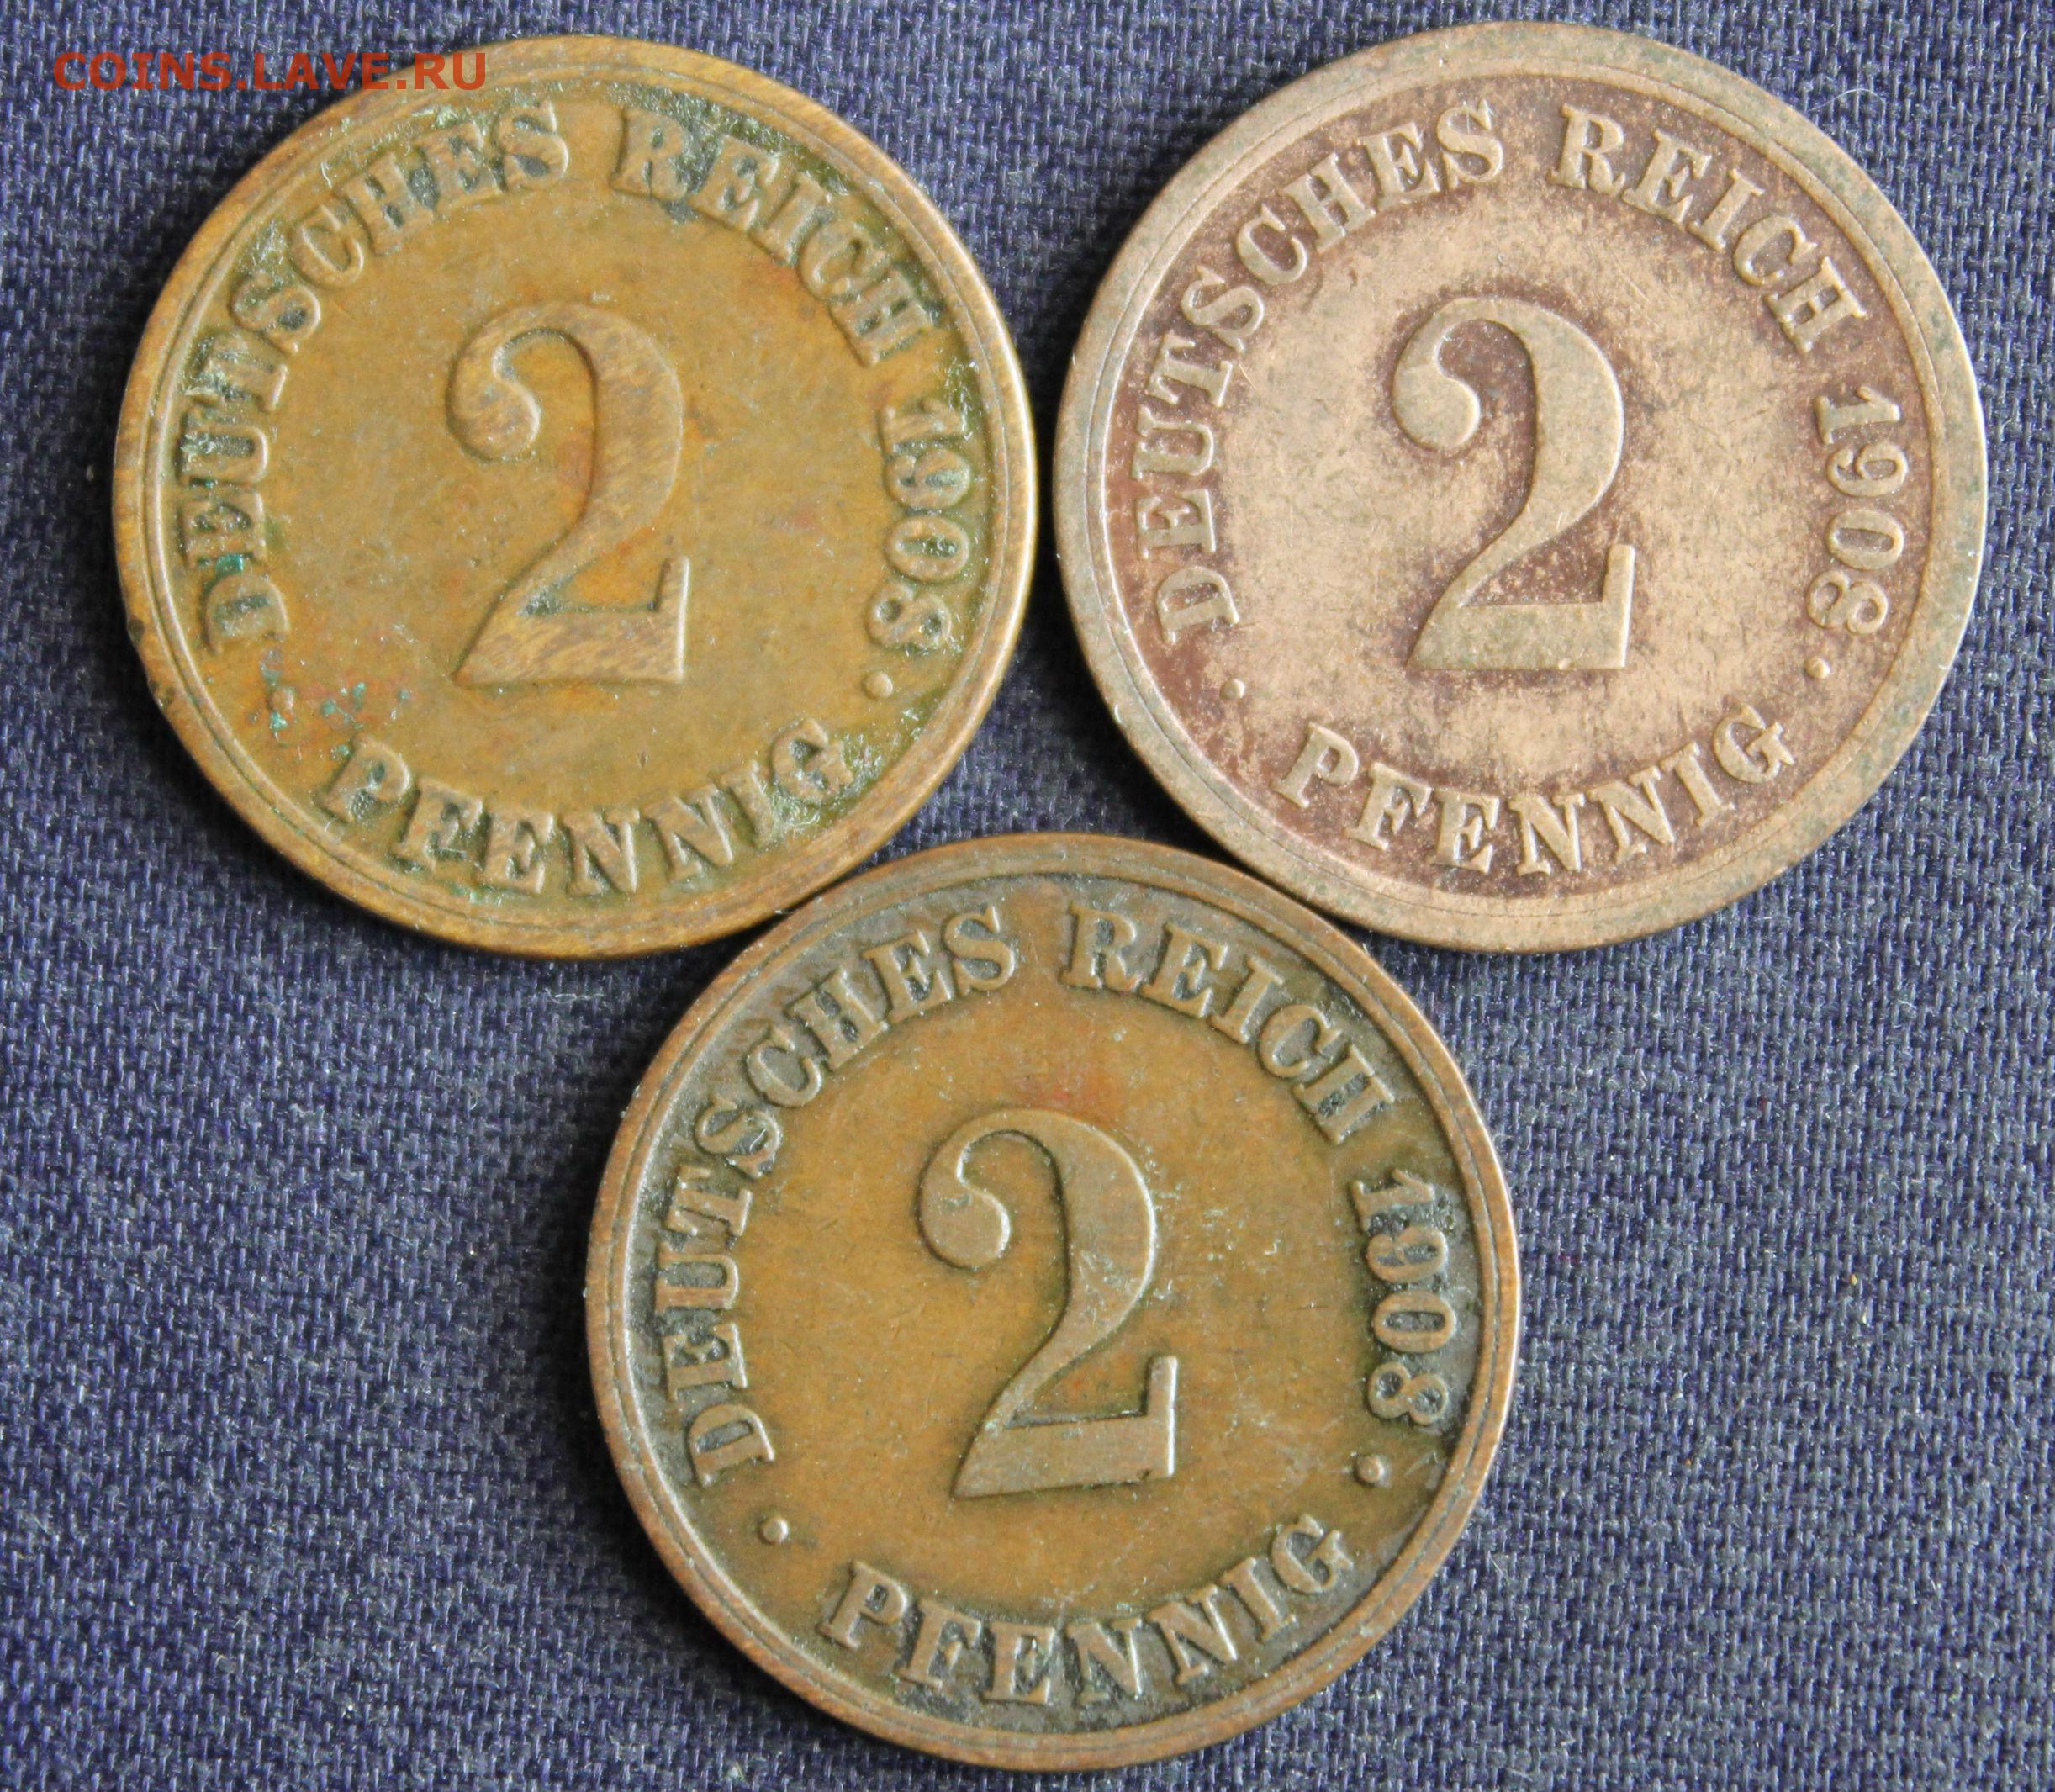 COINS.LAVE.RU
DEUTSCHES REICH 1908
2
PFENNIG
DEUTSCHES REICH 1908
2
PFENNIG
DEUTSCHES REICH 1908
2
PFENNIG